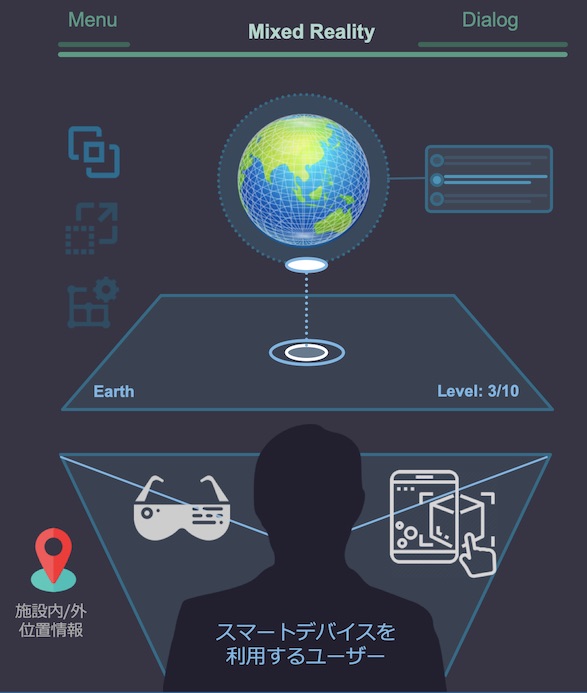 Menu
Mixed Reality
Dialog
Earth
Level: 3/10
施設内/外
位置情報
スマートデバイスを
利用するユーザー